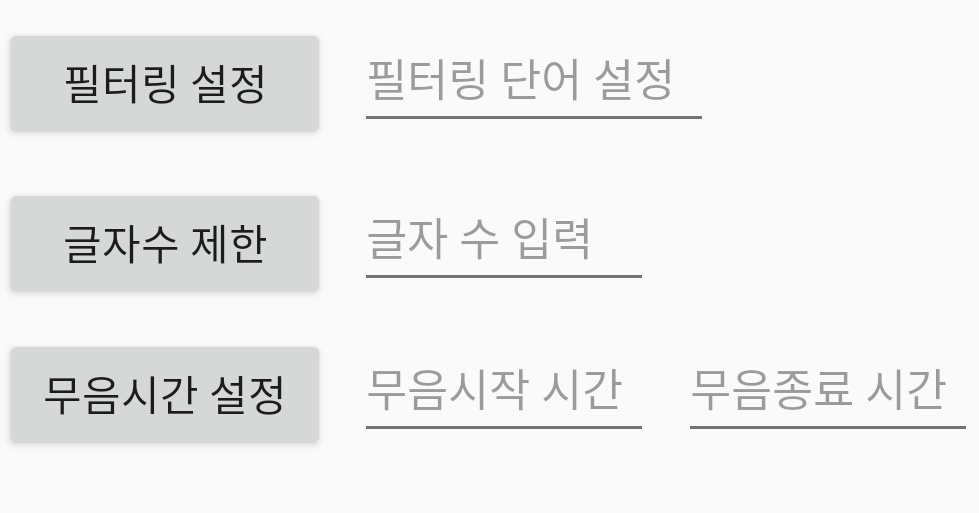 필터링 설정 필터링 단어 설정
글자수 제한 글자 수 입력
무음시간 설정 무음시작 시간 무음종료 시간